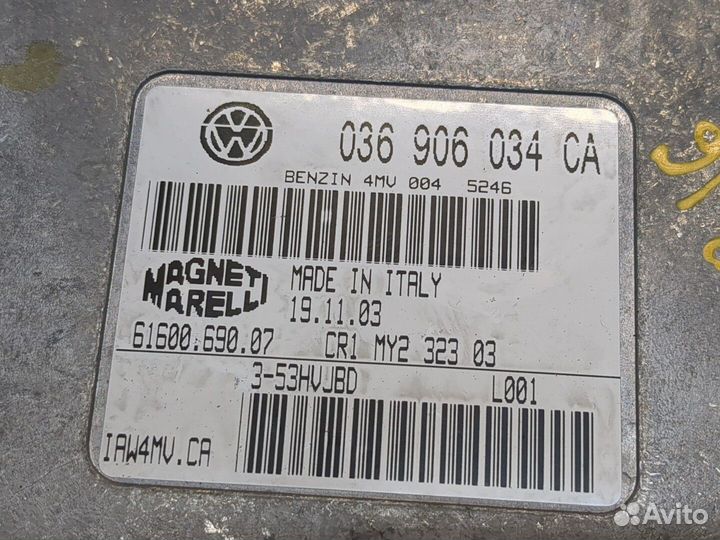 036 906 034 CA
BENZIN 4MV 004 5246
MAGNETI MARELLI
MADE IN ITALY
19.11.03
61600.690.07 CR1 MY2 323 03
3-53HVJBD L001
IAW4MV.CA
Avito